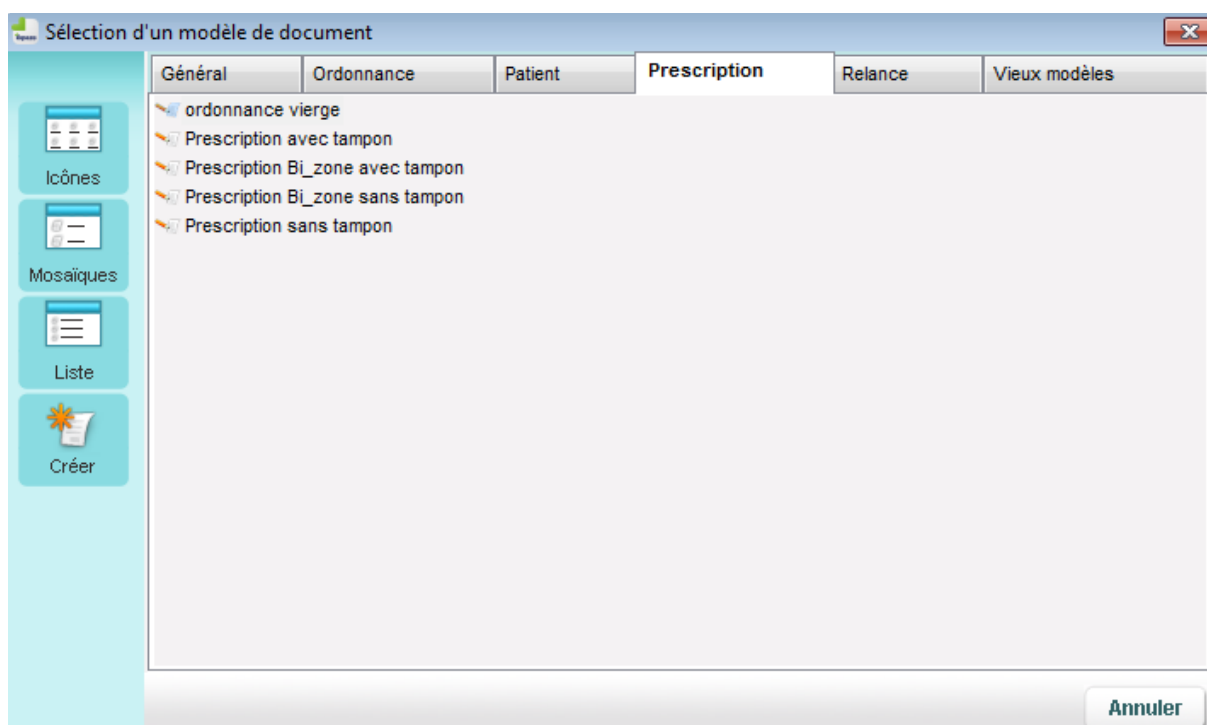 Sélection d'un modèle de document
Général Ordonnance Patient Prescription Relance Vieux modèles
ordonnance vierge
Prescription avec tampon
Prescription Bi_zone avec tampon
Prescription Bi_zone sans tampon
Prescription sans tampon
Icônes
Mosaïques
Liste
Créer
Annuler